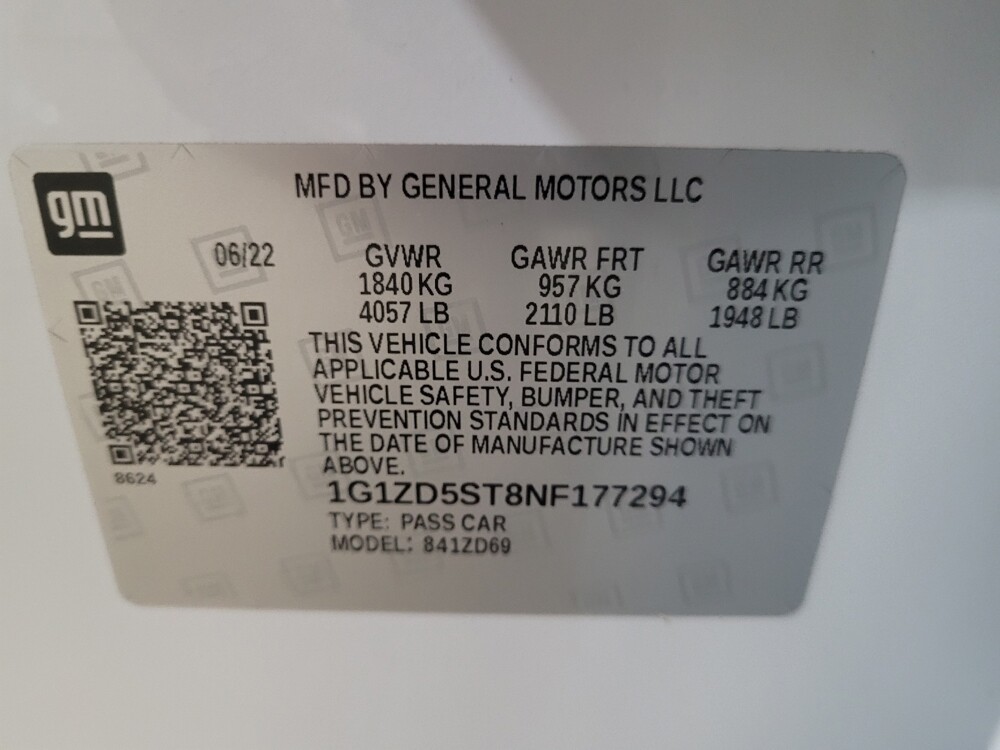 gm
MFD BY GENERAL MOTORS LLC
06/22 GVWR GAWR FRT GAWR RR
1840 KG 957 KG 884 KG
4057 LB 2110 LB 1948 LB
THIS VEHICLE CONFORMS TO ALL
APPLICABLE U.S. FEDERAL MOTOR
VEHICLE SAFETY, BUMPER, AND THEFT
PREVENTION STANDARDS IN EFFECT ON
THE DATE OF MANUFACTURE SHOWN
ABOVE.
8624
1G1ZD5ST8NF177294
TYPE: PASS CAR
MODEL: 841ZD69